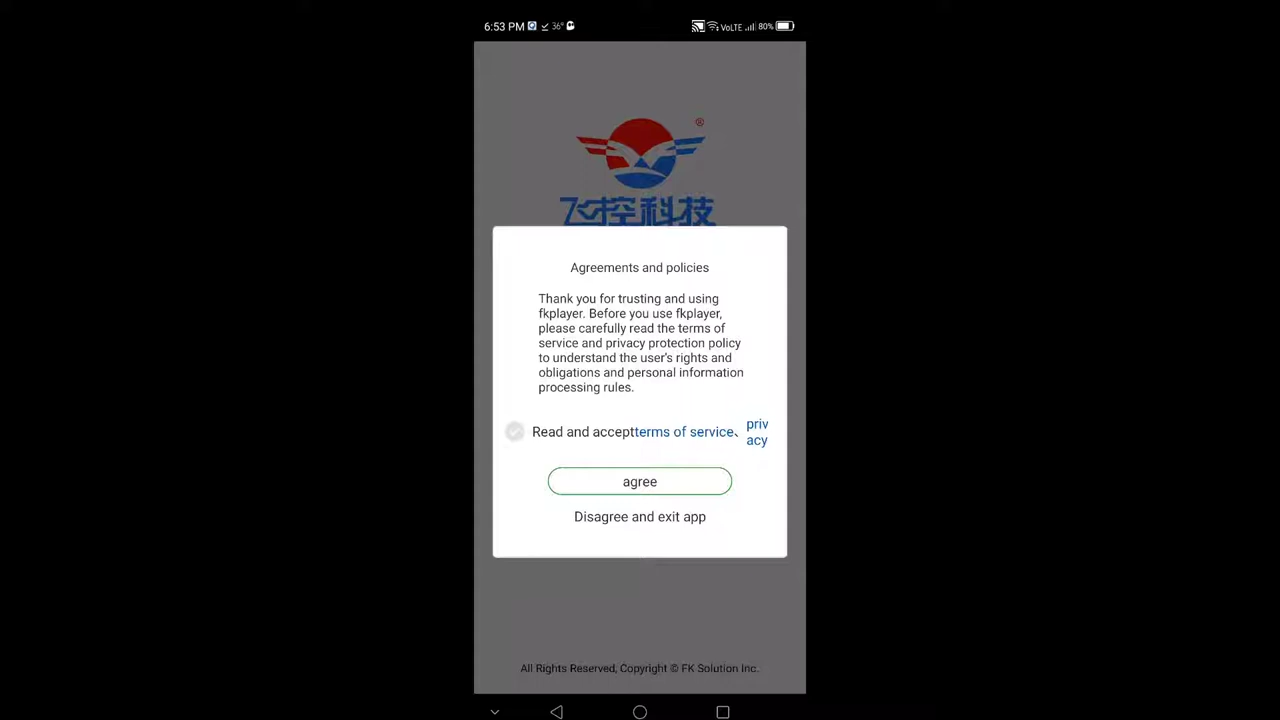 6:53 PM 36° VoLTE 80%
®
飞控科技
Agreements and policies
Thank you for trusting and using
fkplayer. Before you use fkplayer,
please carefully read the terms of
service and privacy protection policy
to understand the user's rights and
obligations and personal information
processing rules.
Read and acceptterms of service、
priv
acy
agree
Disagree and exit app
All Rights Reserved, Copyright © FK Solution Inc.